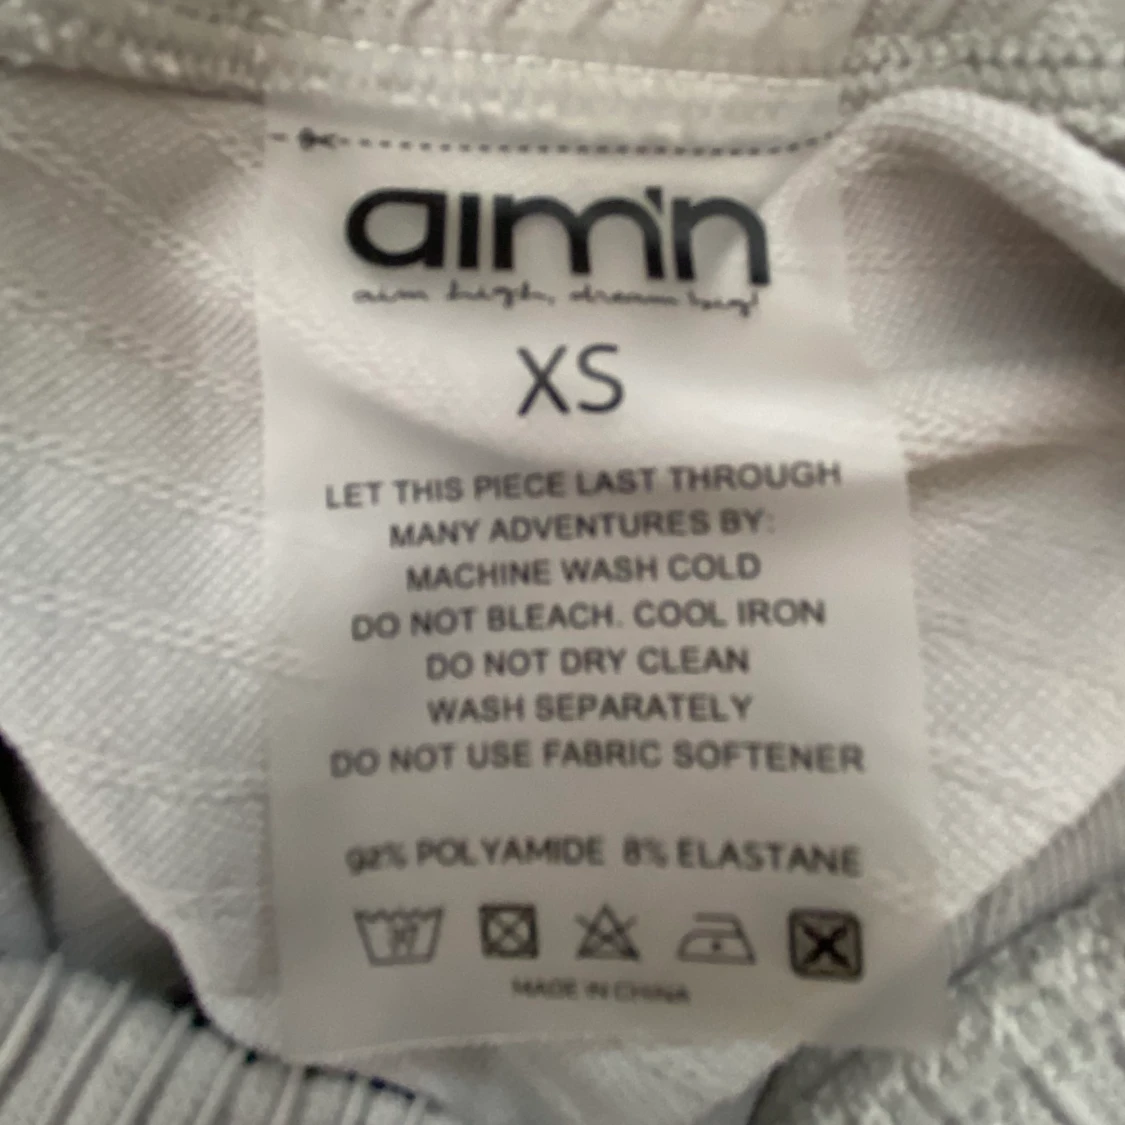 aim'n
aim high, dream big!
XS
LET THIS PIECE LAST THROUGH
MANY ADVENTURES BY:
MACHINE WASH COLD
DO NOT BLEACH. COOL IRON
DO NOT DRY CLEAN
WASH SEPARATELY
DO NOT USE FABRIC SOFTENER
92% POLYAMIDE 8% ELASTANE
MADE IN CHINA